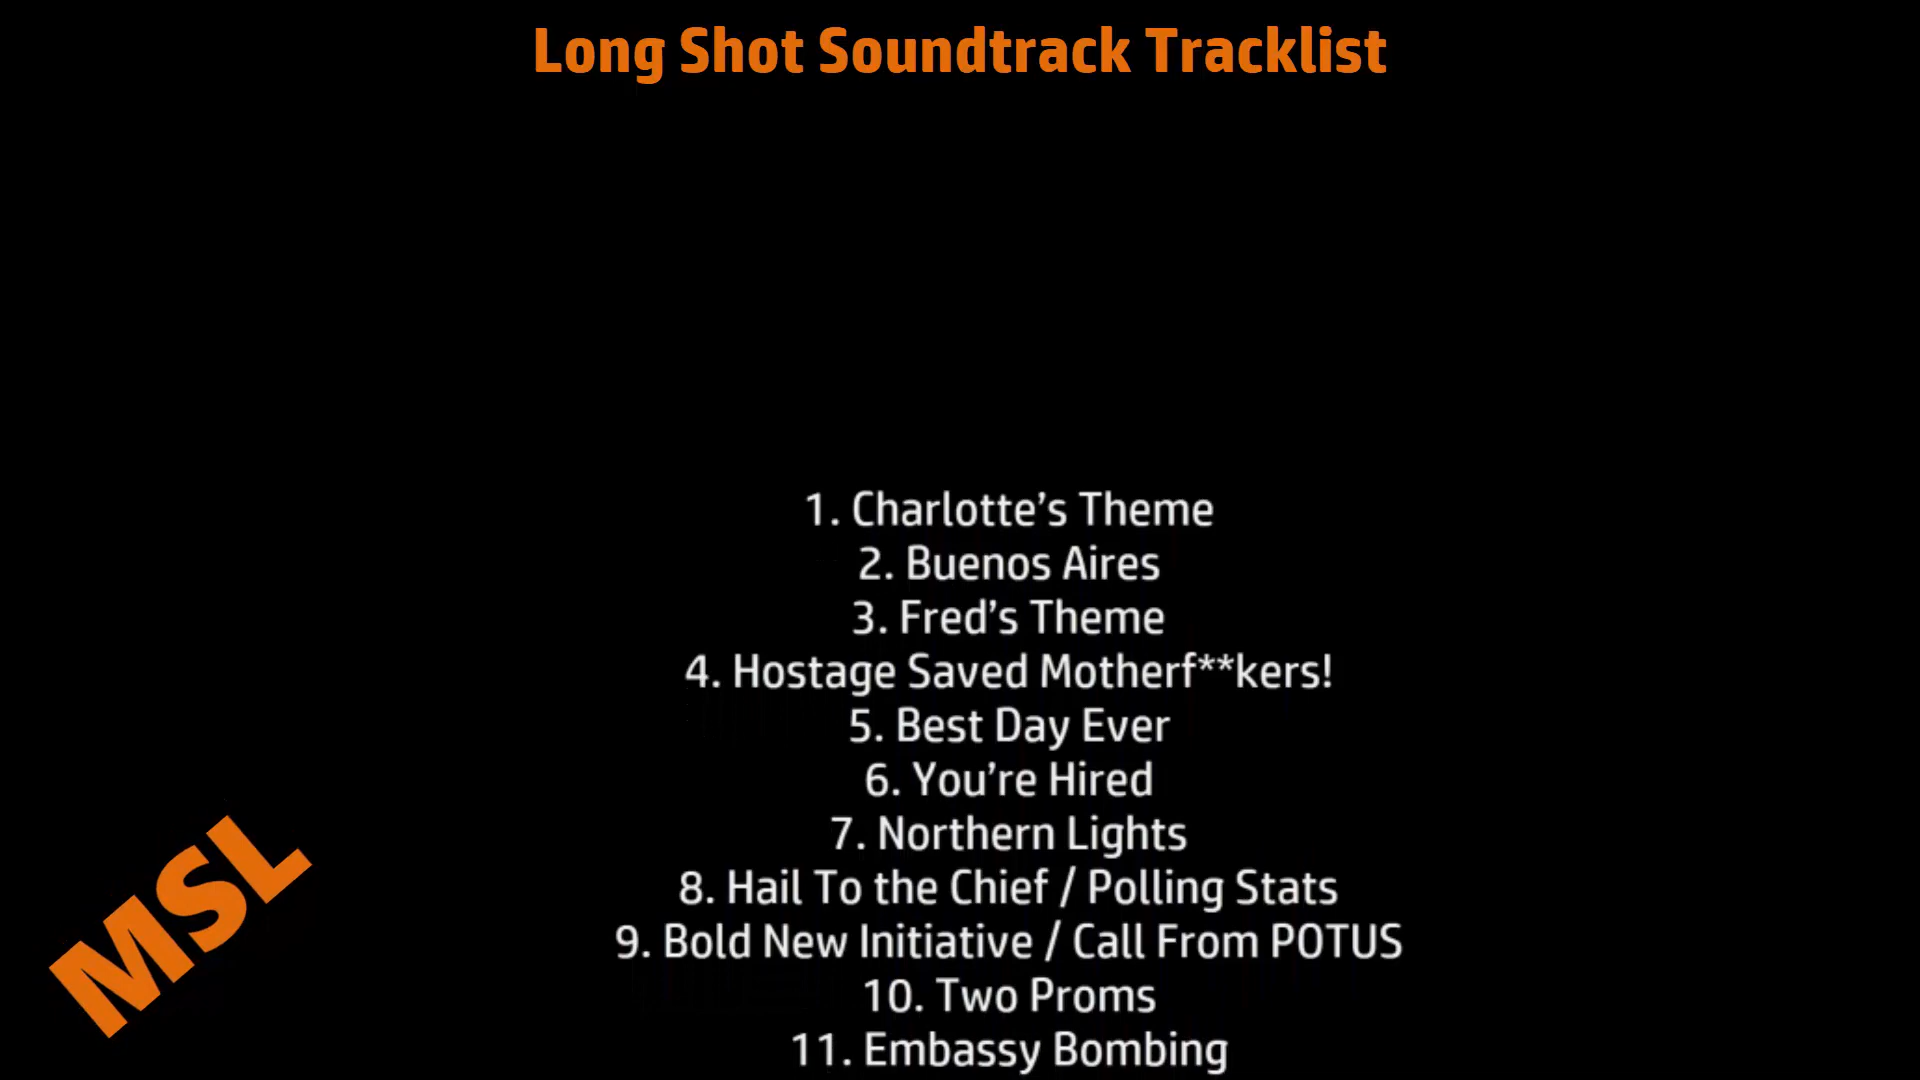 Long Shot Soundtrack Tracklist
1. Charlotte’s Theme
2. Buenos Aires
3. Fred’s Theme
4. Hostage Saved Motherf**kers!
5. Best Day Ever
6. You’re Hired
7. Northern Lights
8. Hail To the Chief / Polling Stats
9. Bold New Initiative / Call From POTUS
10. Two Proms
11. Embassy Bombing
MSL